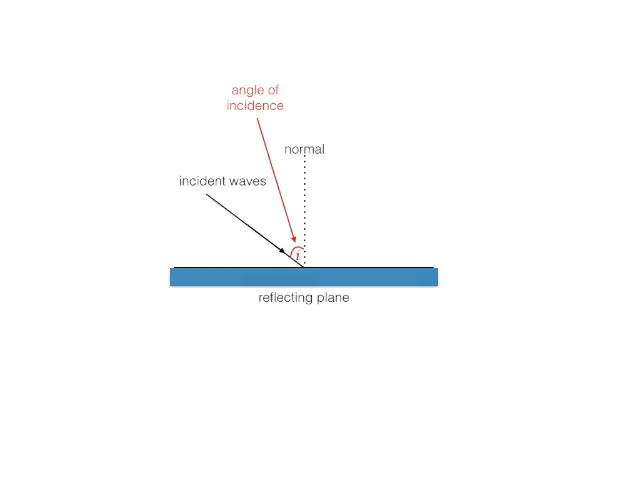 angle of
incidence
normal
incident waves
i
reflecting plane